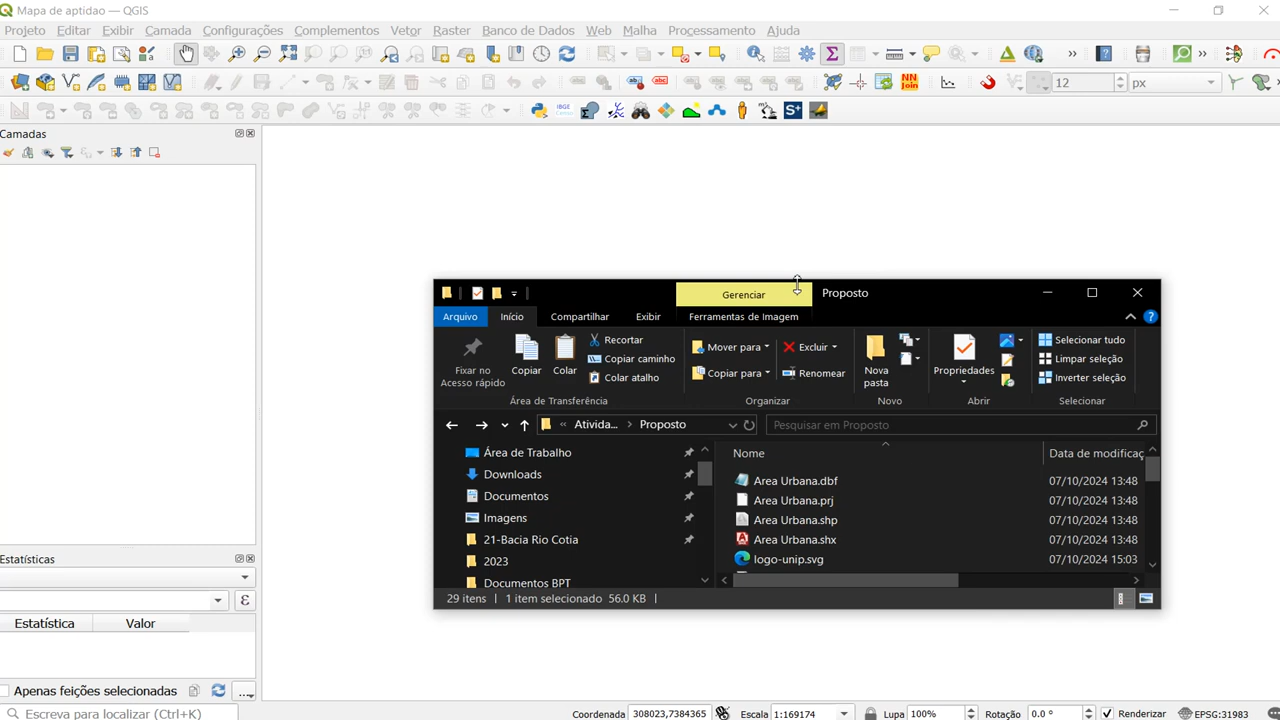 Mapa de aptidao — QGIS
Projeto Editar Exibir Camada Configurações Complementos Vetor Raster Banco de Dados Web Malha Processamento Ajuda
12 px
Camadas
Gerenciar Proposto
Arquivo Início Compartilhar Exibir Ferramentas de Imagem
Fixar no Acesso rápido
Copiar
Colar
Recortar
Copiar caminho
Colar atalho
Mover para
Copiar para
Excluir
Renomear
Nova pasta
Propriedades
Selecionar tudo
Limpar seleção
Inverter seleção
Área de Transferência Organizar Novo Abrir Selecionar
« Ativida... Proposto Pesquisar em Proposto
Área de Trabalho
Downloads
Documentos
Imagens
21-Bacia Rio Cotia
2023
Documentos BPT
Nome Data de modificaç
Area Urbana.dbf 07/10/2024 13:48
Area Urbana.prj 07/10/2024 13:48
Area Urbana.shp 07/10/2024 13:48
Area Urbana.shx 07/10/2024 13:48
logo-unip.svg 07/10/2024 15:03
29 itens 1 item selecionado 56.0 KB
Estatísticas
ε
Estatística Valor
Apenas feições selecionadas
Escreva para localizar (Ctrl+K)
Coordenada 308023,7384365 Escala 1:169174 Lupa 100% Rotação 0.0 ° Renderizar EPSG:31983